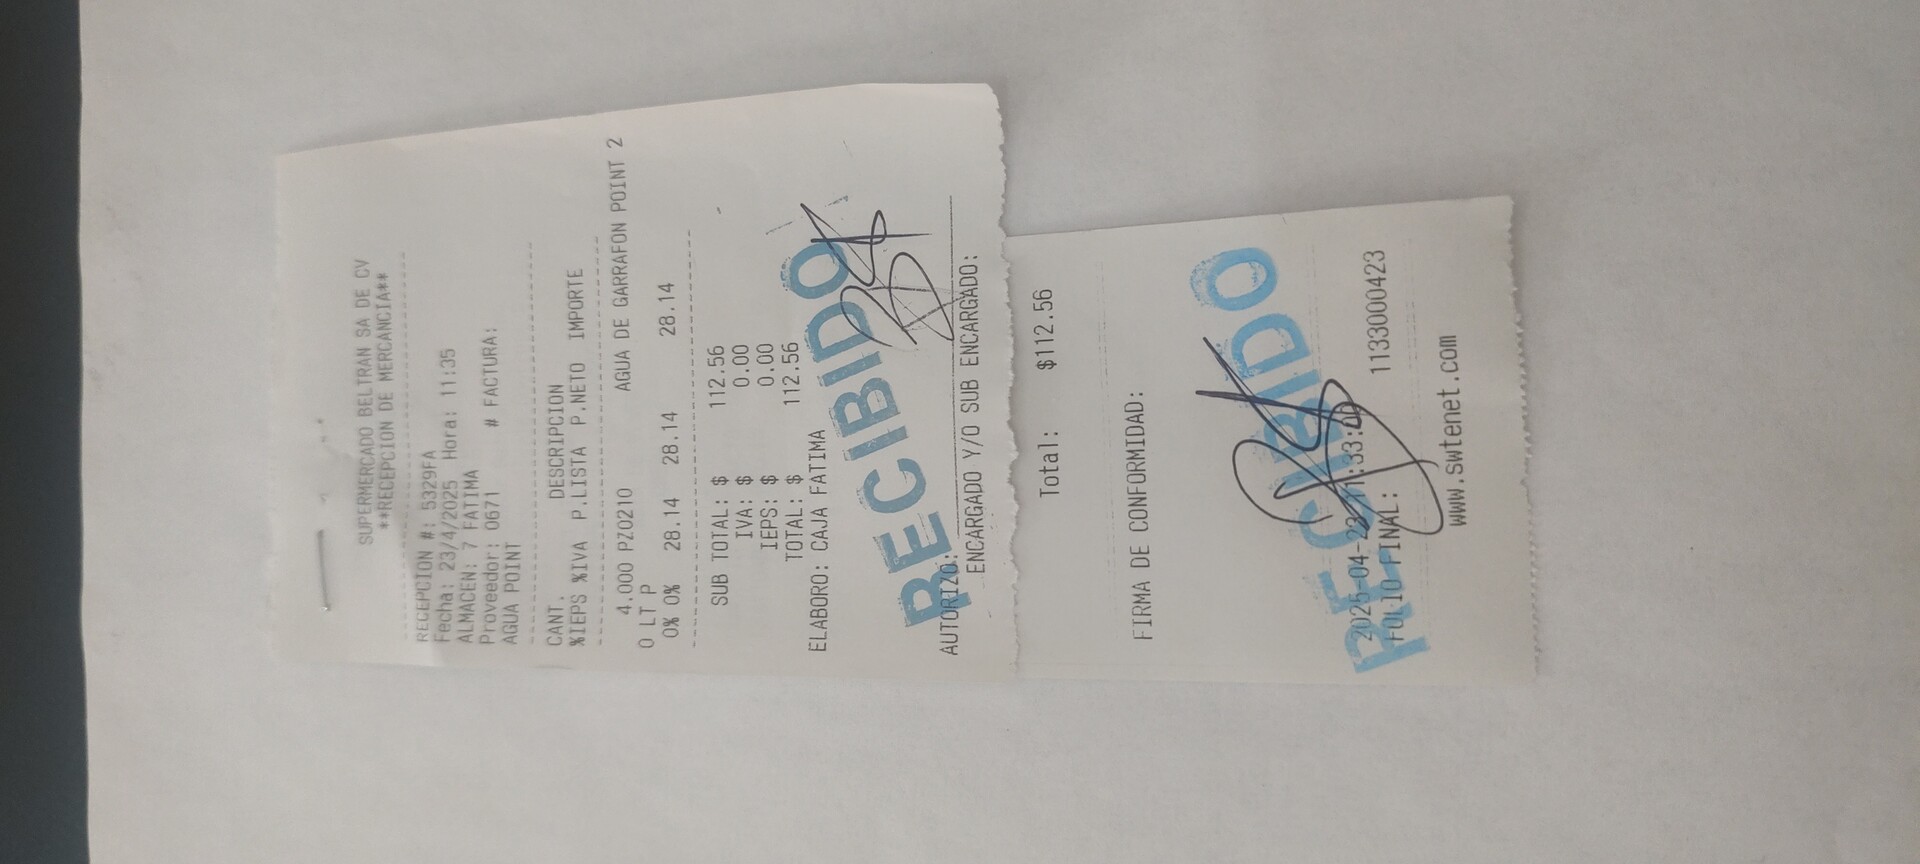 SUPERMERCADO BELTRAN SA DE CV
**RECEPCION DE MERCANCIA**
RECEPCION #: 5329FA
Fecha: 23/4/2025 Hora: 11:35
ALMACEN: 7 FATIMA
Proveedor: 0671 # FACTURA:
AGUA POINT
CANT. DESCRIPCION
%IEPS %IVA P.LISTA P.NETO IMPORTE
4.000 PZ0210 AGUA DE GARRAFON POINT 2
0 LT P
0% 0% 28.14 28.14 28.14
SUB TOTAL: $ 112.56
IVA: $ 0.00
IEPS: $ 0.00
TOTAL: $ 112.56
ELABORO: CAJA FATIMA
RECIBIDO
AUTORIZO:
ENCARGADO Y/O SUB ENCARGADO:
Total: $112.56
FIRMA DE CONFORMIDAD:
RECIBIDO
2025-04-23
FOLIO FINAL: 1133000423
www.swtenet.com